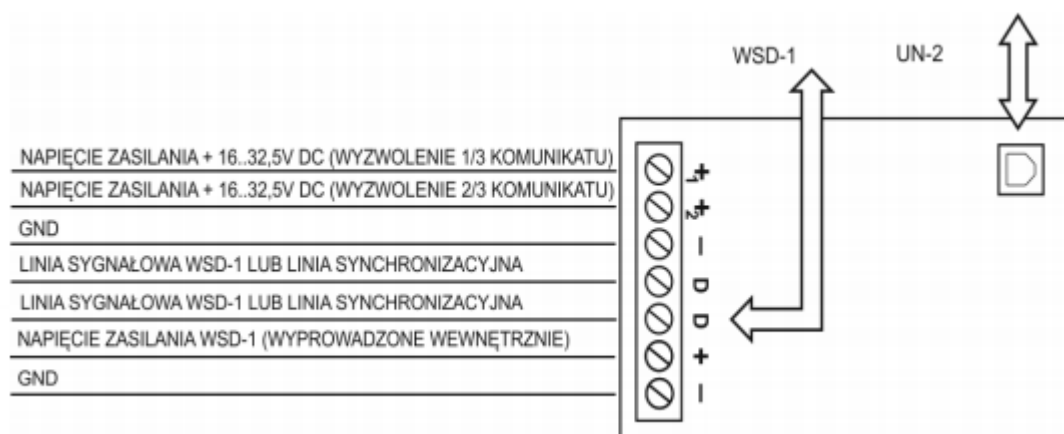 WSD-1 UN-2
NAPIĘCIE ZASILANIA + 16..32,5V DC (WYZWOLENIE 1/3 KOMUNIKATU)
+1
NAPIĘCIE ZASILANIA + 16..32,5V DC (WYZWOLENIE 2/3 KOMUNIKATU)
+2
GND
–
LINIA SYGNAŁOWA WSD-1 LUB LINIA SYNCHRONIZACYJNA
D
LINIA SYGNAŁOWA WSD-1 LUB LINIA SYNCHRONIZACYJNA
D
NAPIĘCIE ZASILANIA WSD-1 (WYPROWADZONE WEWNĘTRZNIE)
+
GND
–